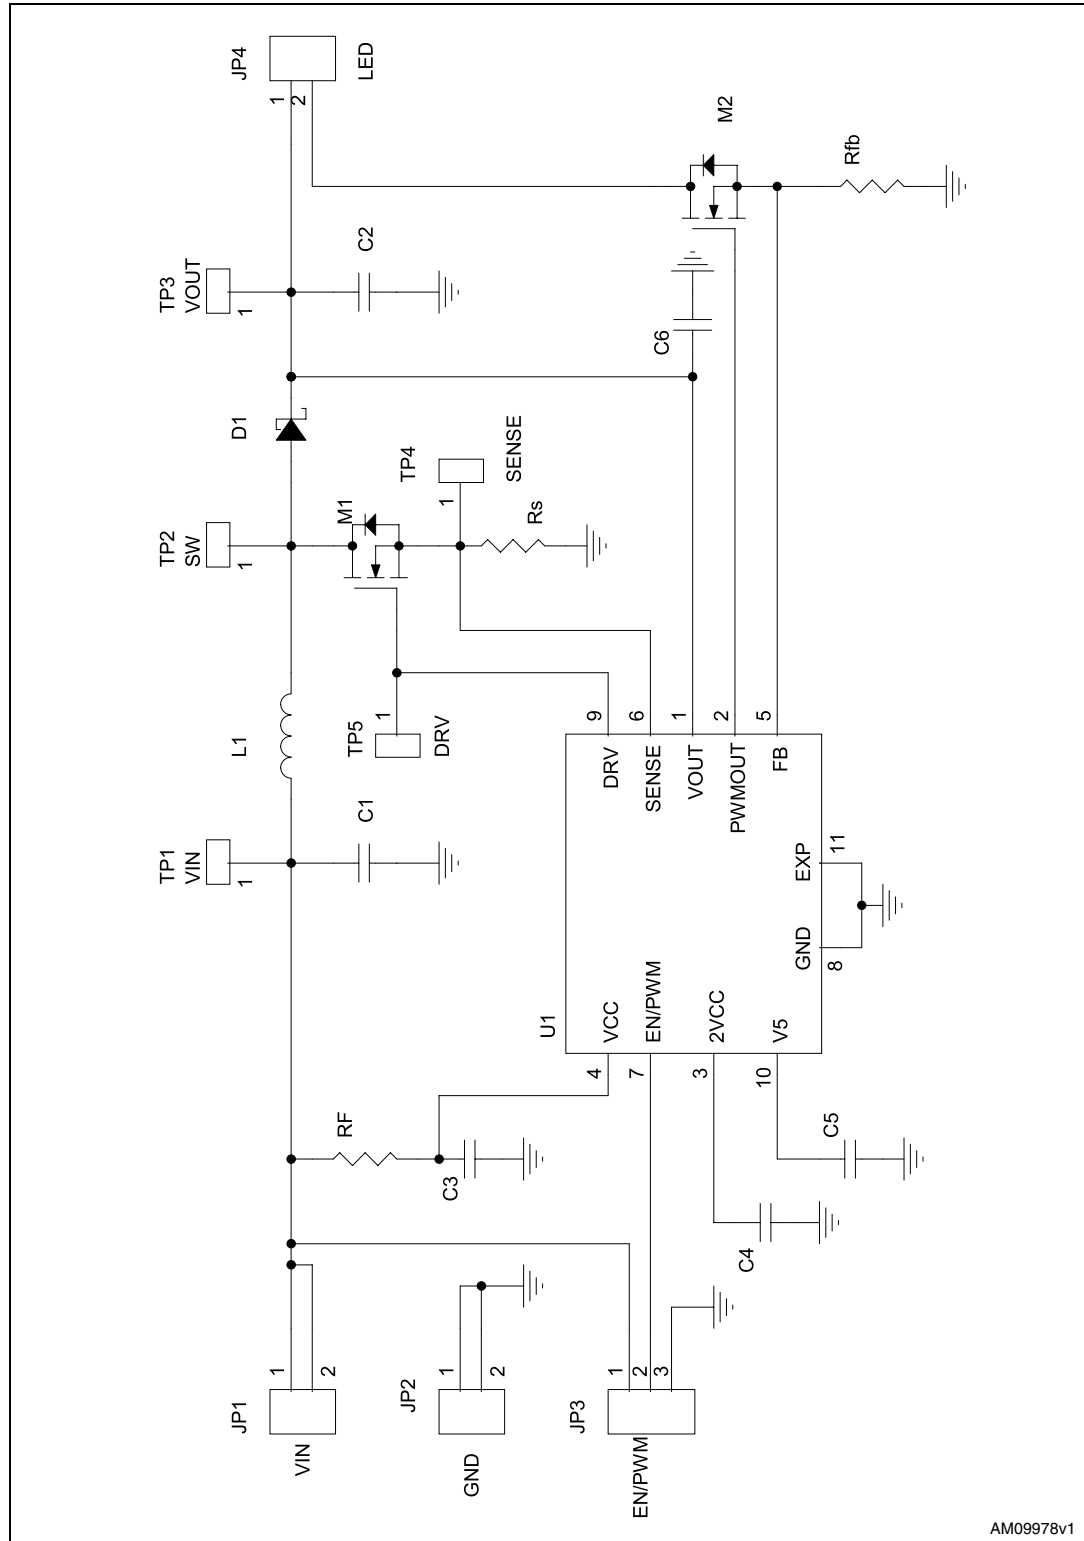 JP4
LED
1
2
M2
Rfb
TP3
VOUT
1
C2
C6
D1
TP4
SENSE
1
TP2
SW
1
M1
Rs
L1
TP5
DRV
1
9
6
1
2
5
DRV
SENSE
VOUT
PWMOUT
FB
TP1
VIN
1
C1
EXP
11
GND
8
U1
VCC
EN/PWM
2VCC
V5
4
7
3
10
RF
C3
C5
C4
JP1
1
2
VIN
JP2
1
2
GND
JP3
1
2
3
EN/PWM
AM09978v1